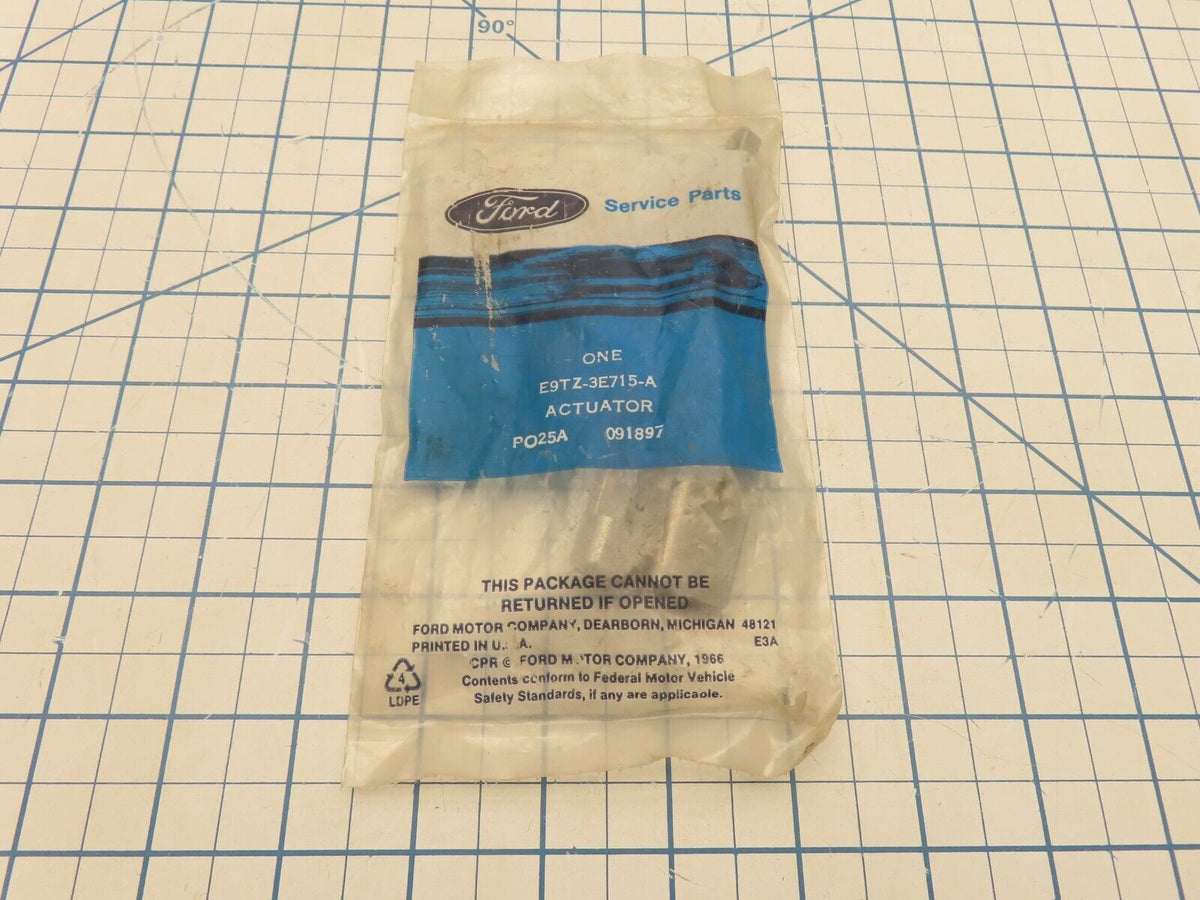 90°
Ford Service Parts
ONE
E9TZ-3E715-A
ACTUATOR
PO25A 091897
THIS PACKAGE CANNOT BE
RETURNED IF OPENED
FORD MOTOR COMPANY, DEARBORN, MICHIGAN 48121
PRINTED IN U.S.A. E3A
CPR © FORD MOTOR COMPANY, 1966
Contents conform to Federal Motor Vehicle
Safety Standards, if any are applicable.
4
LDPE